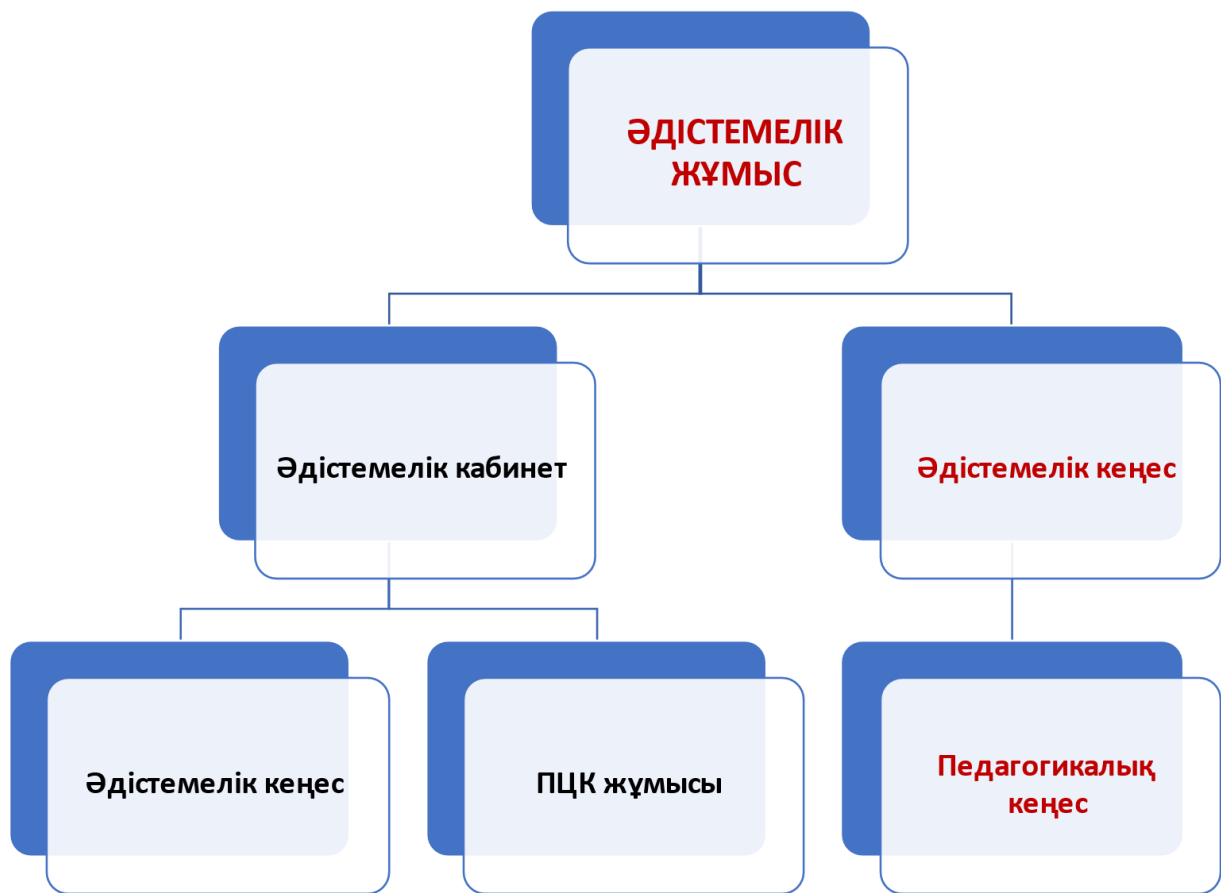 ӘДІСТЕМЕЛІК
ЖҰМЫС
Әдістемелік кабинет
Әдістемелік кеңес
Әдістемелік кеңес
ПЦК жұмысы
Педагогикалық
кеңес